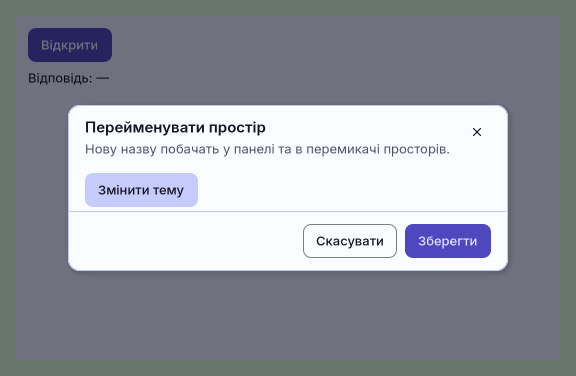 Відкрити
Відповідь: —
Перейменувати простір
Нову назву побачать у панелі та в перемикачі просторів.
Змінити тему
Скасувати
Зберегти